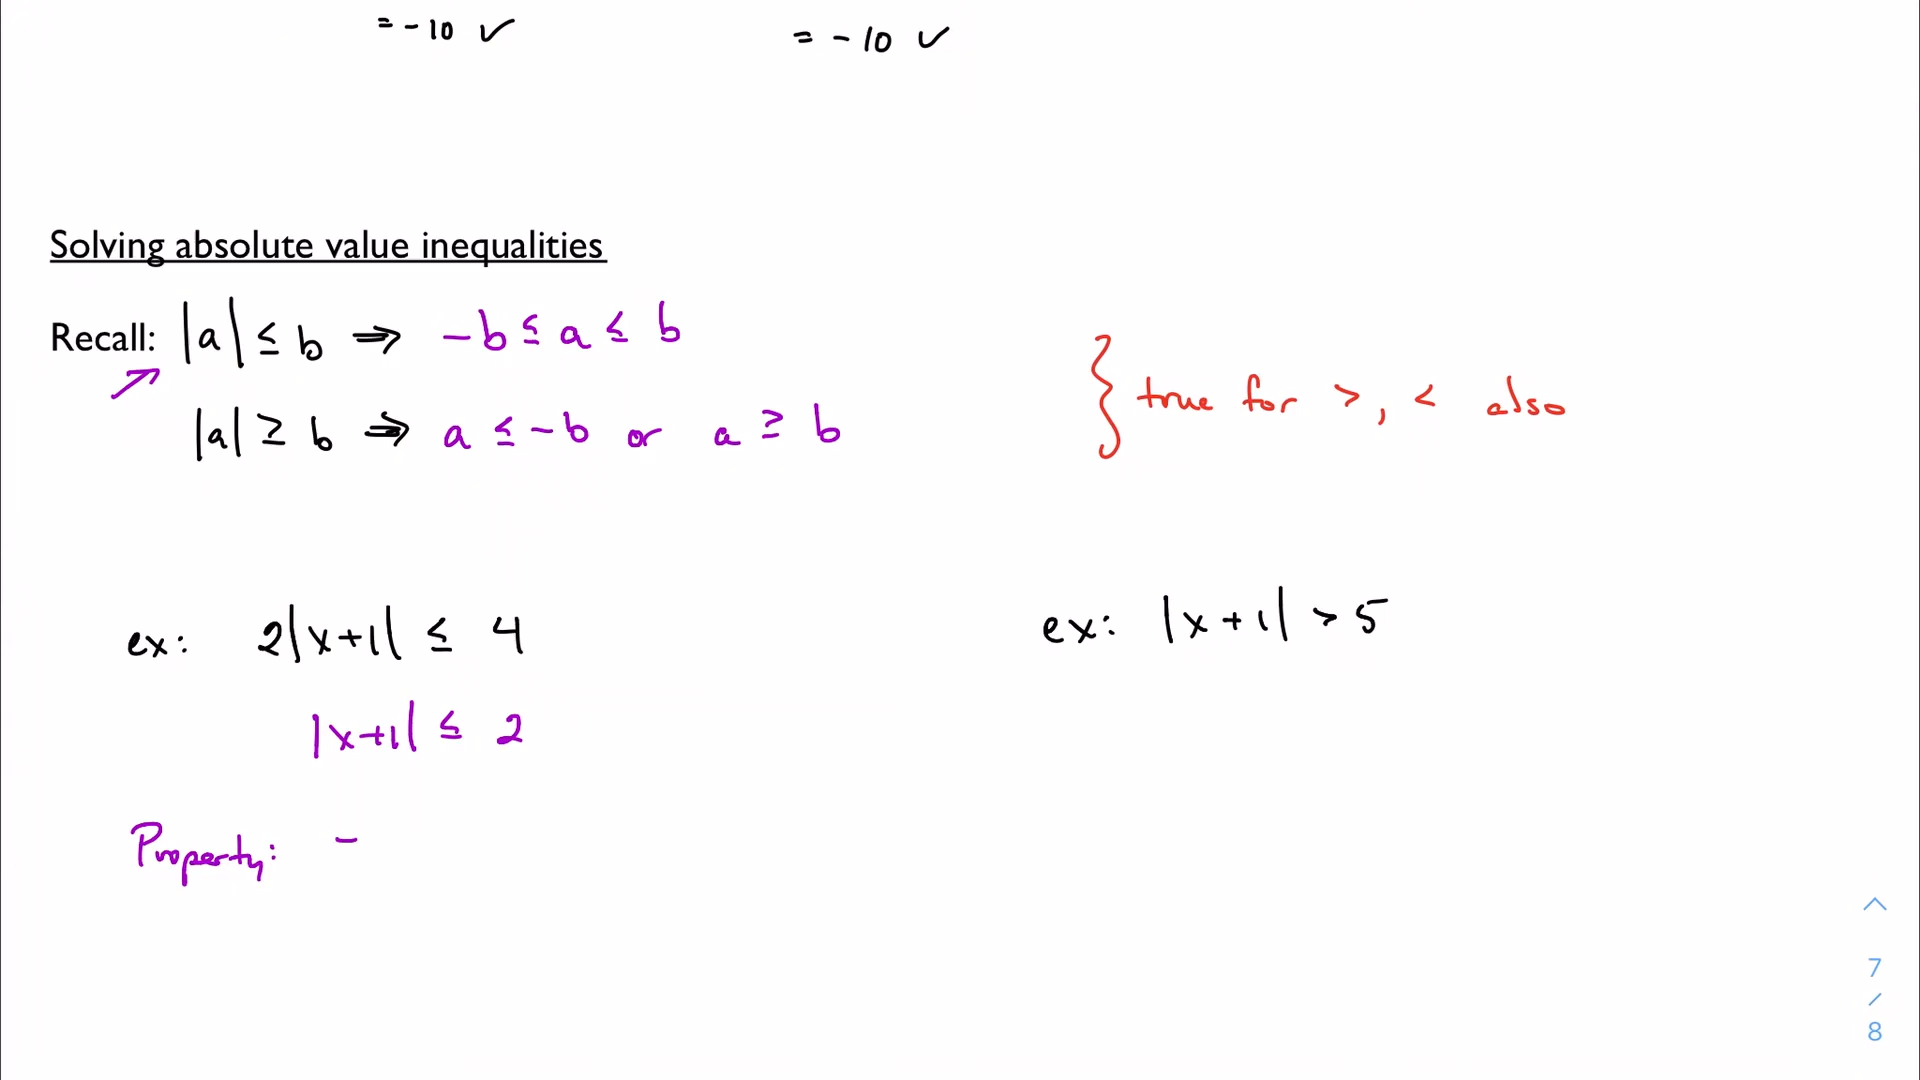 = -10 ✓ = -10 ✓
Solving absolute value inequalities
Recall: |a| ≤ b ⇒ -b ≤ a ≤ b
|a| ≥ b ⇒ a ≤ -b or a ≥ b
} true for >, < also
ex: 2|x+1| ≤ 4
|x+1| ≤ 2
Property: -
ex: |x+1| > 5
7
/
8